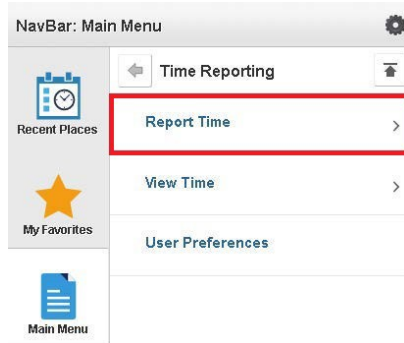 NavBar: Main Menu
Time Reporting
Recent Places
Report Time
View Time
My Favorites
User Preferences
Main Menu